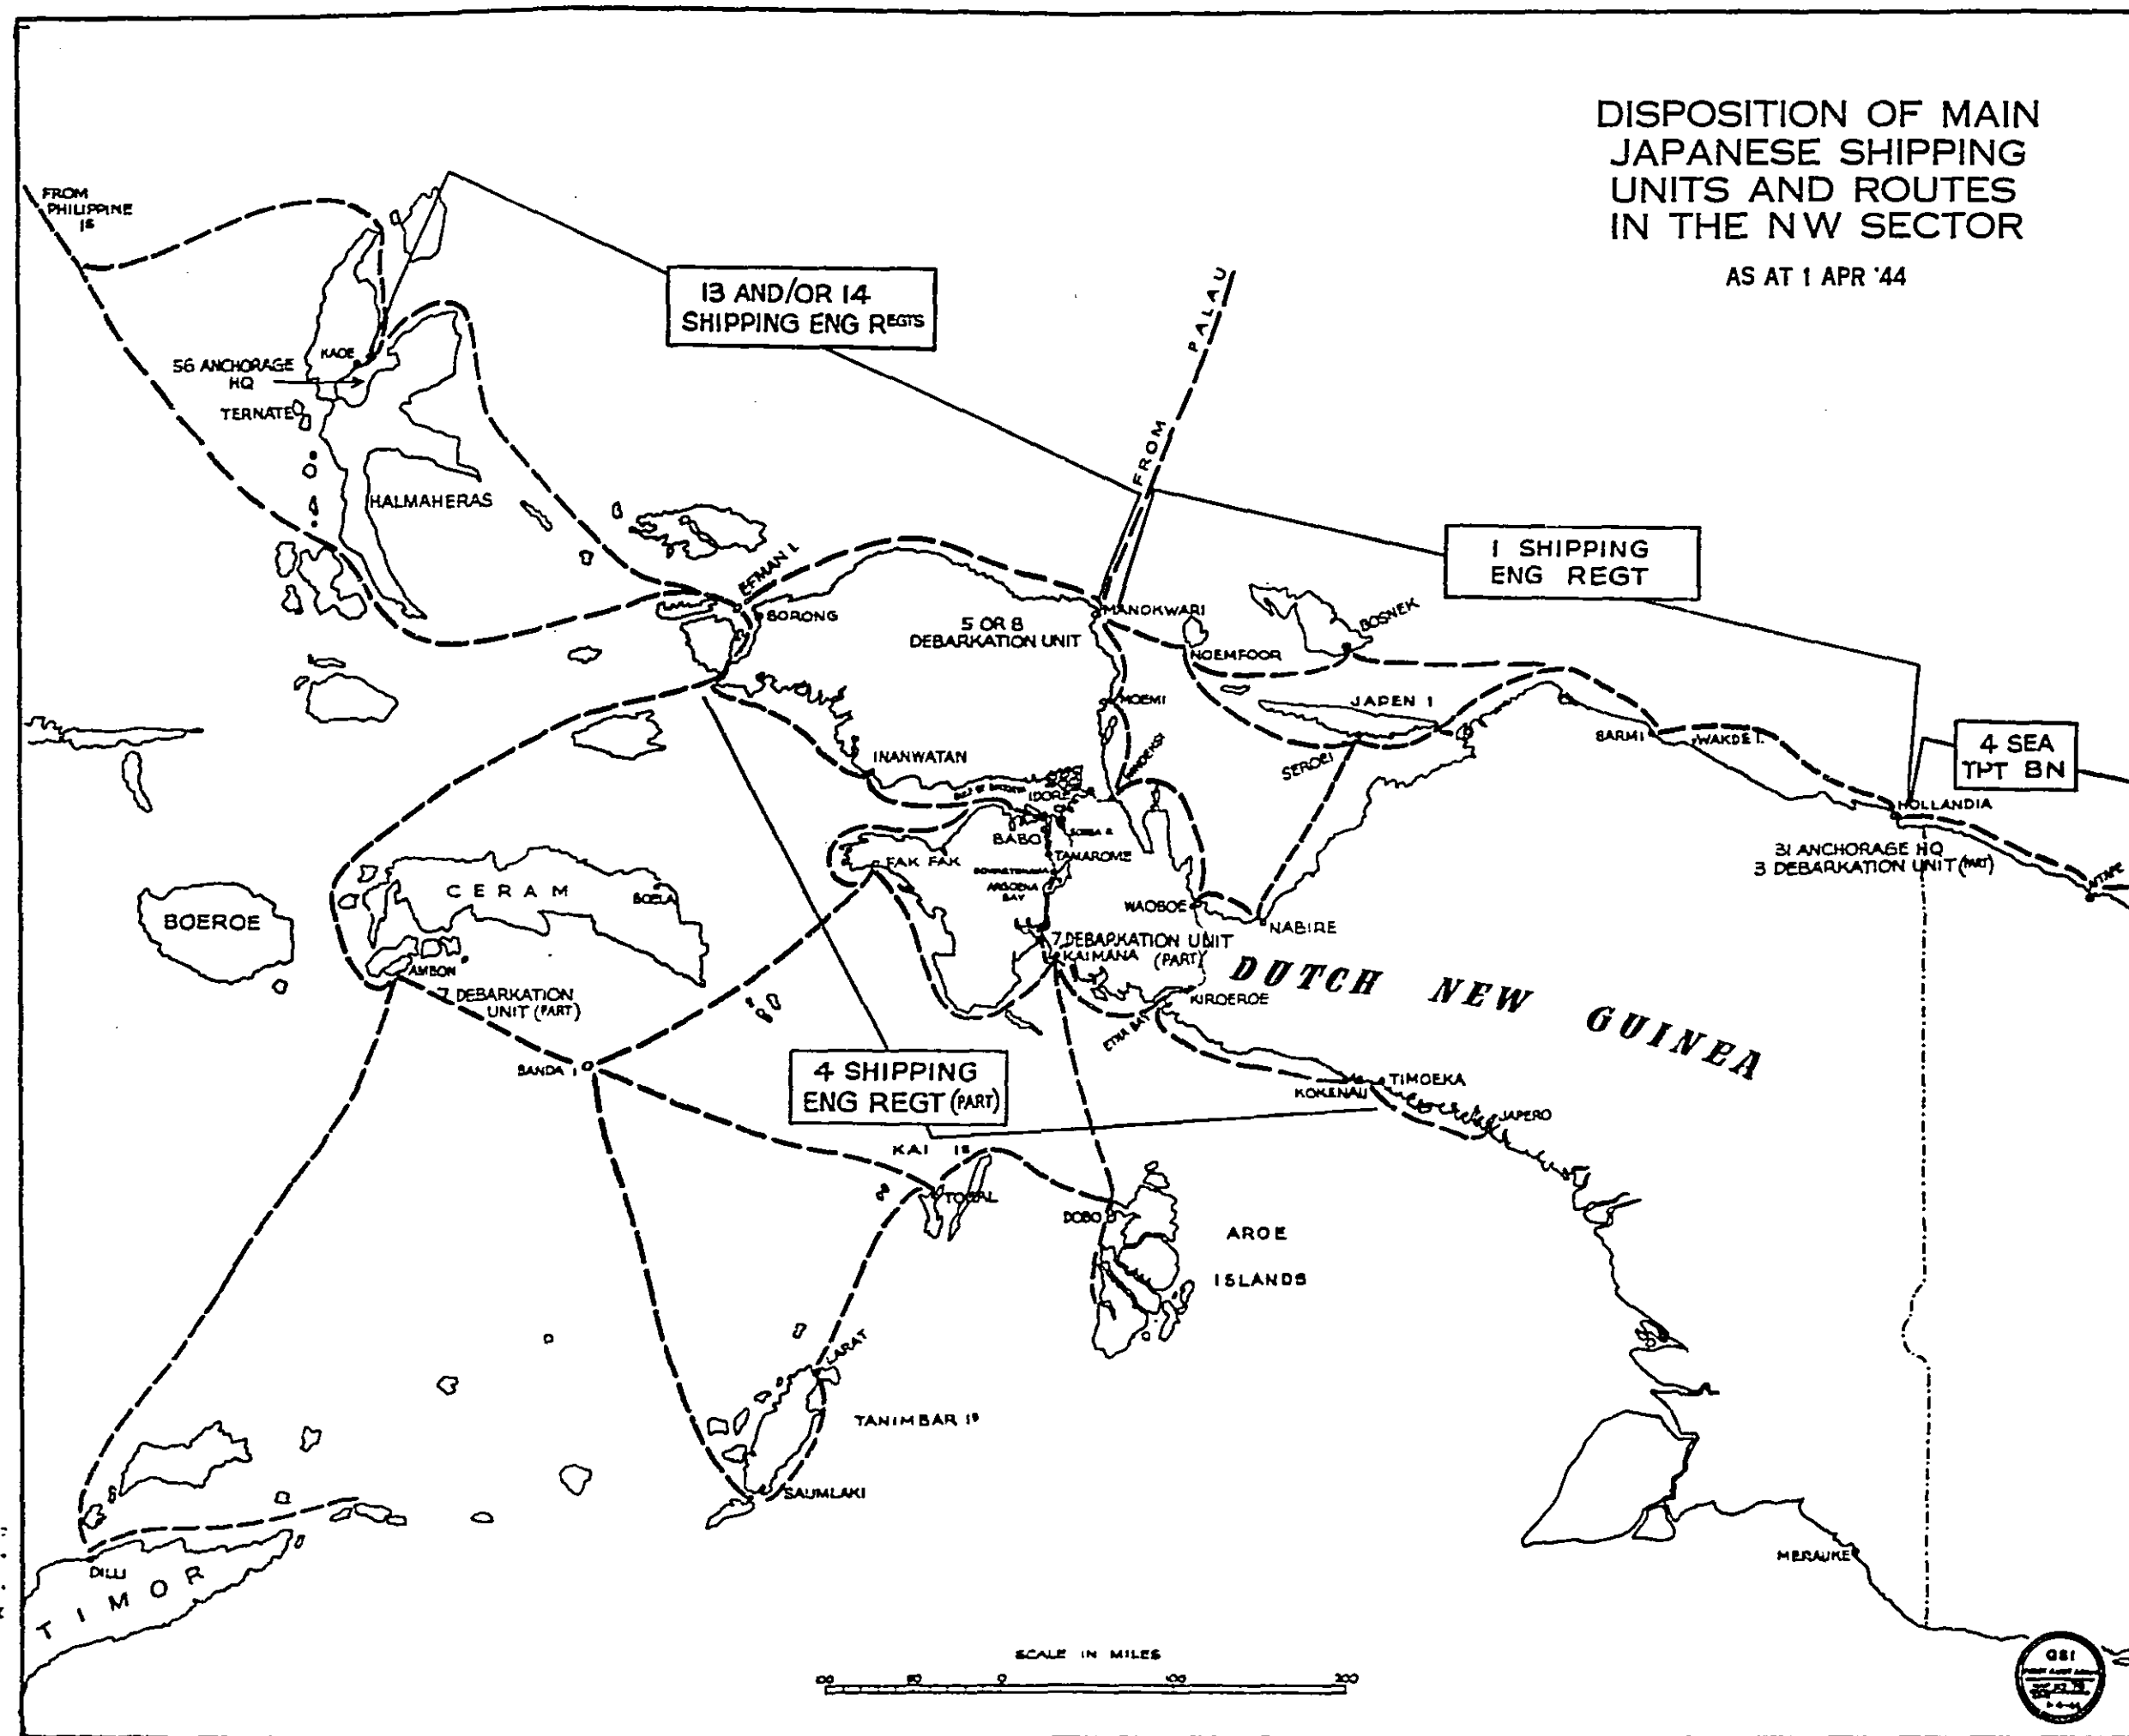 DISPOSITION OF MAIN
JAPANESE SHIPPING
UNITS AND ROUTES
IN THE NW SECTOR
AS AT 1 APR '44
FROM
PHILIPPINE
IS
13 AND/OR 14
SHIPPING ENG REGTS
FROM PALAU
KAOE
56 ANCHORAGE
HQ
TERNATE
HALMAHERAS
1 SHIPPING
ENG REGT
EFMAN I.
SORONG
MANOKWARI
5 OR 8
DEBARKATION UNIT
NOEMFOOR
BOSNEK
MOEMI
JAPEN I
SARMI
WAKDE I.
4 SEA
TPT BN
SEROEI
INANWATAN
IDORE
HOLLANDIA
BABO
TANAROME
FAK FAK
31 ANCHORAGE HQ
3 DEBARKATION UNIT (PART)
CERAM
BOELA
BOEROE
ARGOENA
BAY
WAOBOE
NABIRE
7 DEBARKATION UNIT
KAIMANA (PART)
DUTCH NEW GUINEA
AMBON
7 DEBARKATION
UNIT (PART)
KIROEROE
ETNA BAY
BANDA I
4 SHIPPING
ENG REGT (PART)
TIMOEKA
KOKENAU
JAPERO
KAI IS
TOEAL
DOBO
AROE
ISLANDS
LARAT
TANIMBAR IS
SAUMLAKI
DILLI
TIMOR
MERAUKE
SCALE IN MILES
100 50 0 100 200
GSI